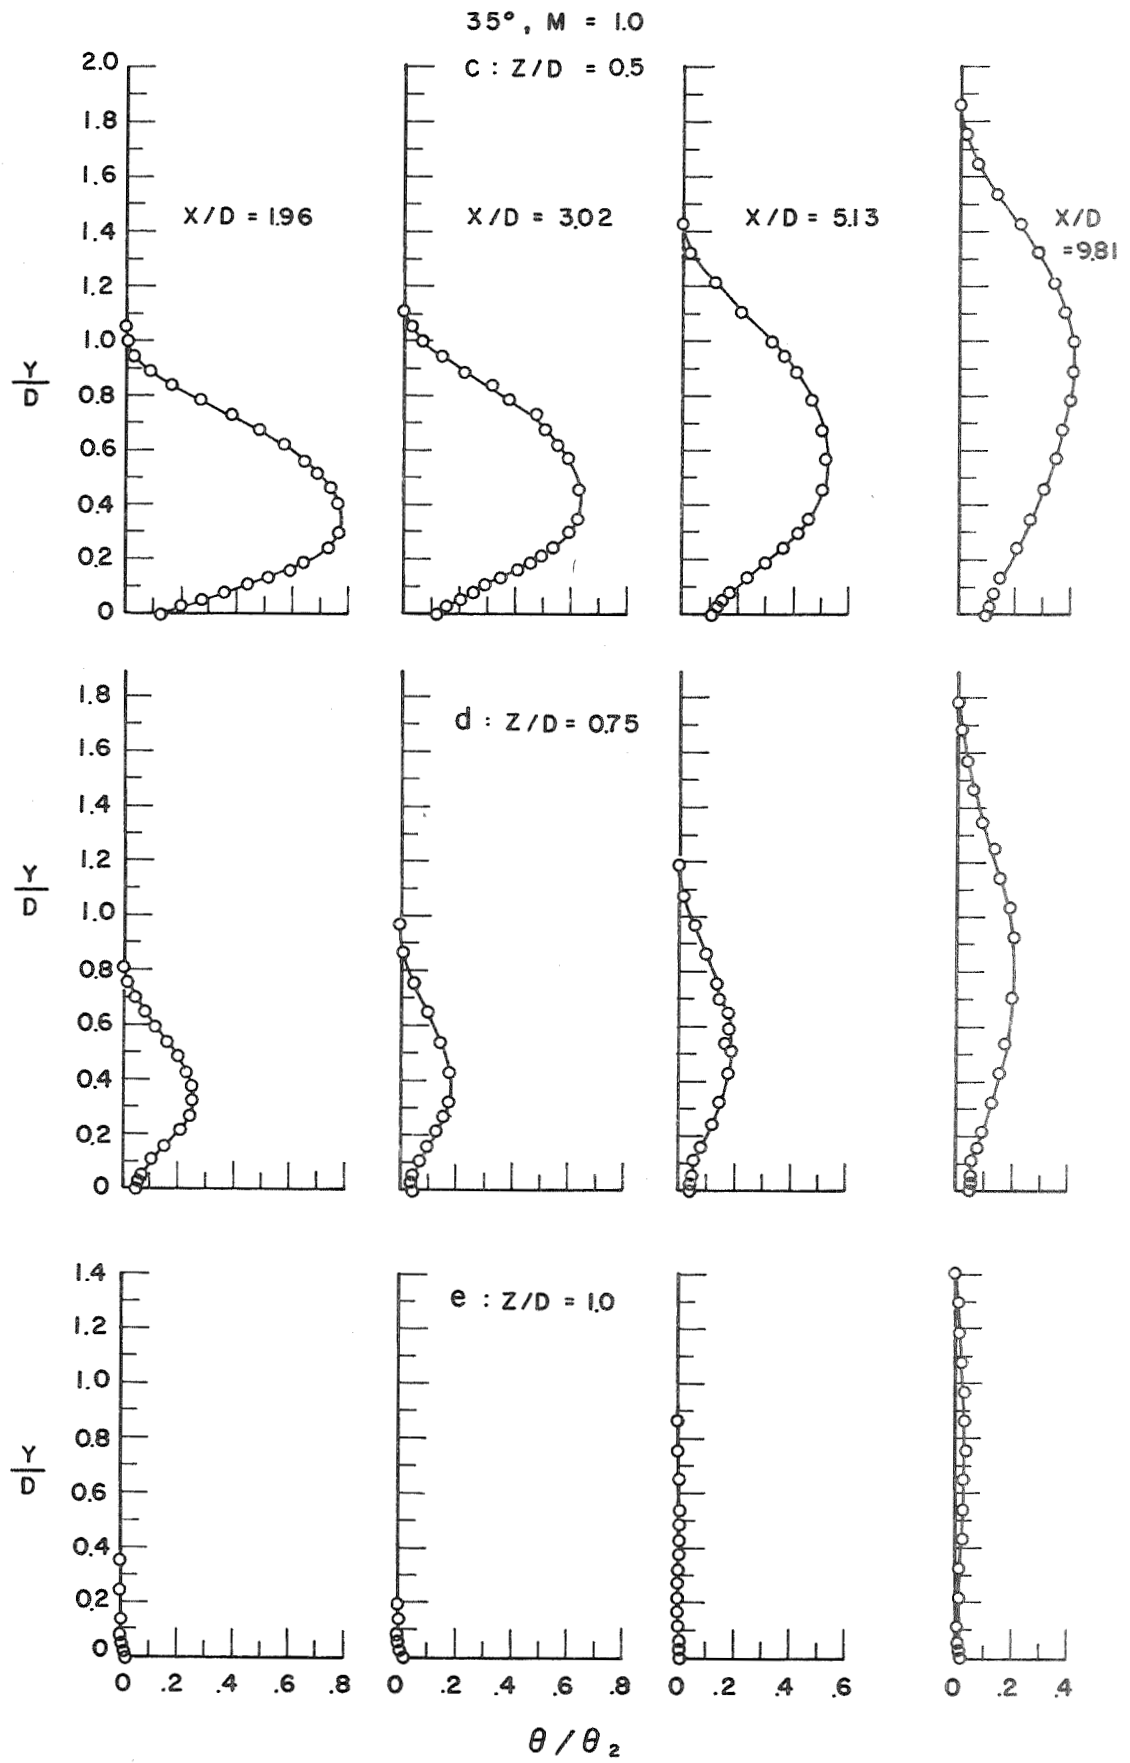 35°, M = 1.0
c : Z/D = 0.5
2.0
1.8
1.6
1.4
1.2
1.0
0.8
0.6
0.4
0.2
0
Y/D
X/D = 1.96
X/D = 3.02
X/D = 5.13
X/D
=9.81
d : Z/D = 0.75
1.8
1.6
1.4
1.2
1.0
0.8
0.6
0.4
0.2
0
Y/D
e : Z/D = 1.0
1.4
1.2
1.0
0.8
0.6
0.4
0.2
0
Y/D
0 .2 .4 .6 .8 0 .2 .4 .6 .8 0 .2 .4 .6 0 .2 .4
θ / θ₂